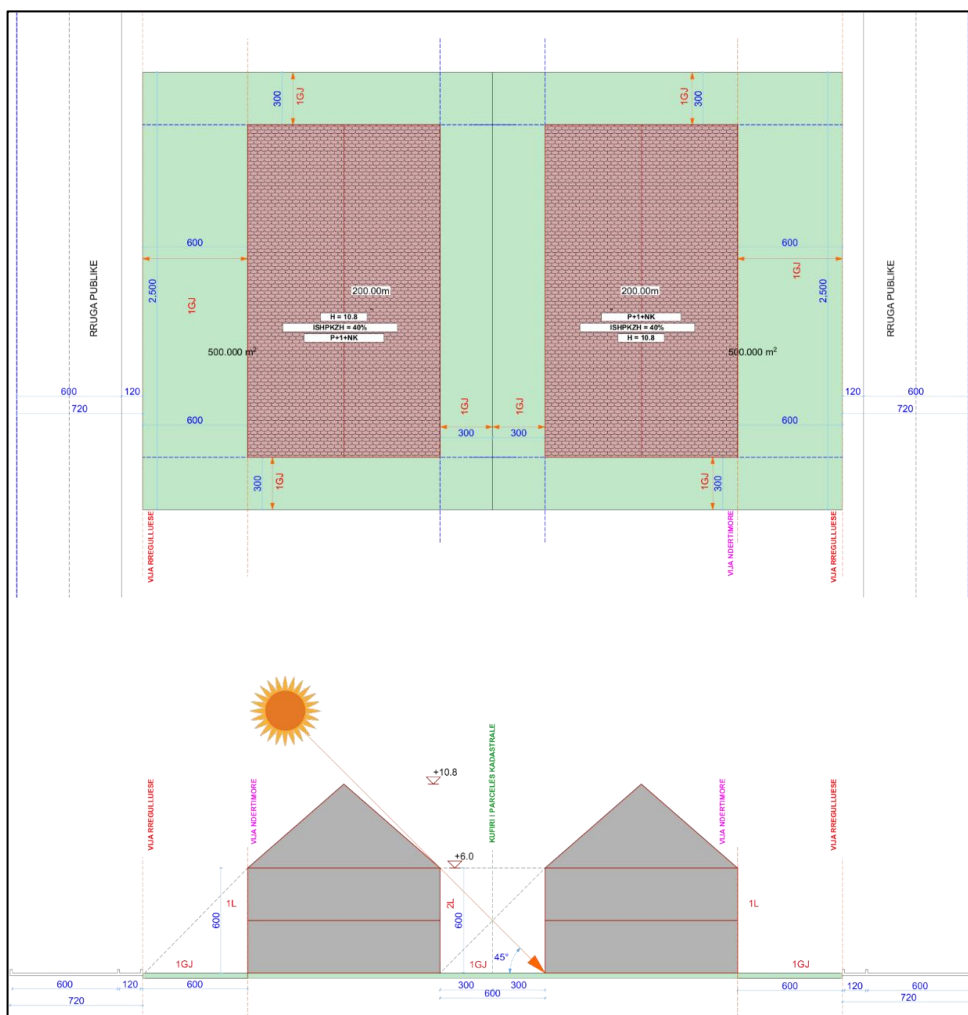 300
1GJ
1GJ
300
RRUGA PUBLIKE
2,500
600
1GJ
200.00m
H = 10.8
ISHPKZH = 40%
P+1+NK
500.000 m²
600
200.00m
P+1+NK
ISHPKZH = 40%
H = 10.8
500.000 m²
600
1GJ
2,500
RRUGA PUBLIKE
600
120
720
600
1GJ
1GJ
300
300
600
120
600
720
300
1GJ
1GJ
300
VIJA RREGULLUESE
VIJA NDERTIMORE
VIJA RREGULLUESE
VIJA RREGULLUESE
VIJA NDERTIMORE
+10.8
KUFIRI I PARCELËS KADASTRALE
VIJA NDERTIMORE
VIJA RREGULLUESE
+6.0
600
1L
2L
600
1L
45°
1GJ
1GJ
1GJ
600
120
600
300
300
600
120
600
720
600
720